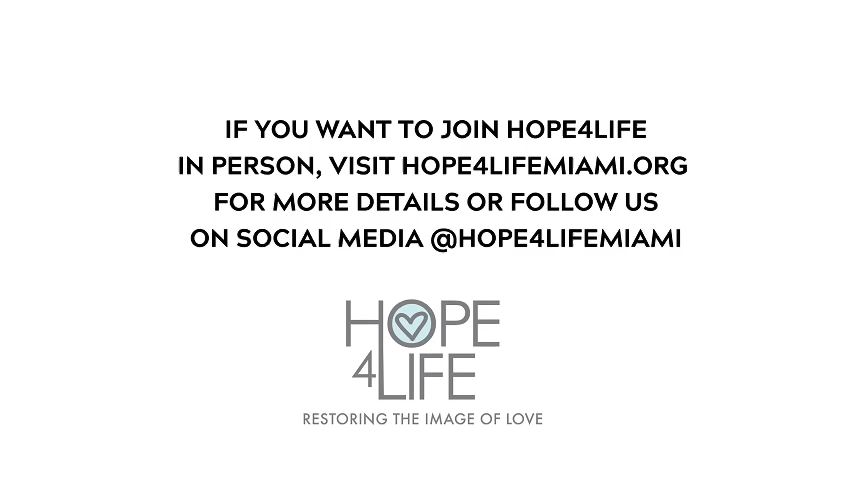 IF YOU WANT TO JOIN HOPE4LIFE
IN PERSON, VISIT HOPE4LIFEMIAMI.ORG
FOR MORE DETAILS OR FOLLOW US
ON SOCIAL MEDIA @HOPE4LIFEMIAMI
HOPE
4LIFE
RESTORING THE IMAGE OF LOVE